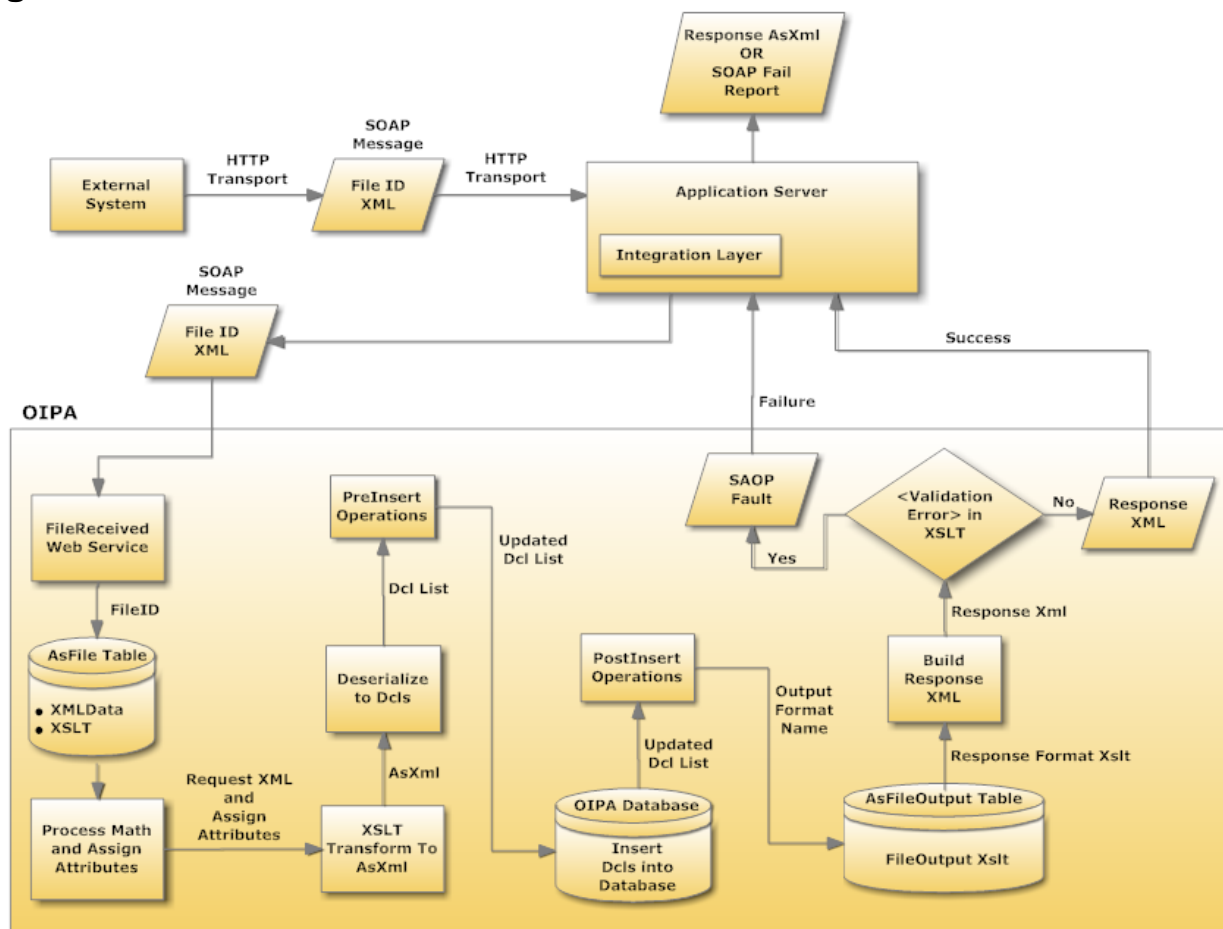 Response AsXml
OR
SOAP Fail
Report
SOAP
Message
HTTP
Transport
HTTP
Transport
External
System
File ID
XML
Application Server
Integration Layer
SOAP
Message
File ID
XML
Success
Failure
OIPA
FileReceived
Web Service
FileID
AsFile Table
• XMLData
• XSLT
Process Math
and Assign
Attributes
Request XML
and
Assign
Attributes
XSLT
Transform To
AsXml
AsXml
Deserialize
to Dcls
Dcl List
PreInsert
Operations
Updated
Dcl List
OIPA Database
Insert
Dcls into
Database
Updated
Dcl List
PostInsert
Operations
Output
Format
Name
AsFileOutput Table
FileOutput Xslt
Response Format Xslt
Build
Response
XML
Response Xml
<Validation
Error> in
XSLT
Yes
SAOP
Fault
No
Response
XML